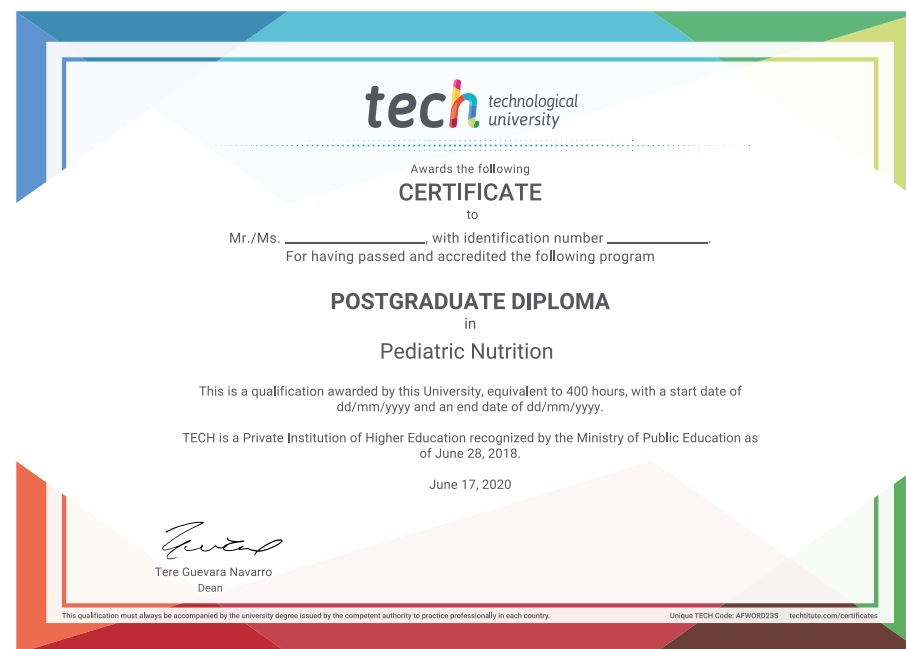 tech technological
university
Awards the following
CERTIFICATE
to
Mr./Ms. ____________________, with identification number ______________.
For having passed and accredited the following program
POSTGRADUATE DIPLOMA
in
Pediatric Nutrition
This is a qualification awarded by this University, equivalent to 400 hours, with a start date of
dd/mm/yyyy and an end date of dd/mm/yyyy.
TECH is a Private Institution of Higher Education recognized by the Ministry of Public Education as
of June 28, 2018.
June 17, 2020
Tere Guevara Navarro
Dean
This qualification must always be accompanied by the university degree issued by the competent authority to practice professionally in each country. Unique TECH Code: AFWORD23S techtitute.com/certificates